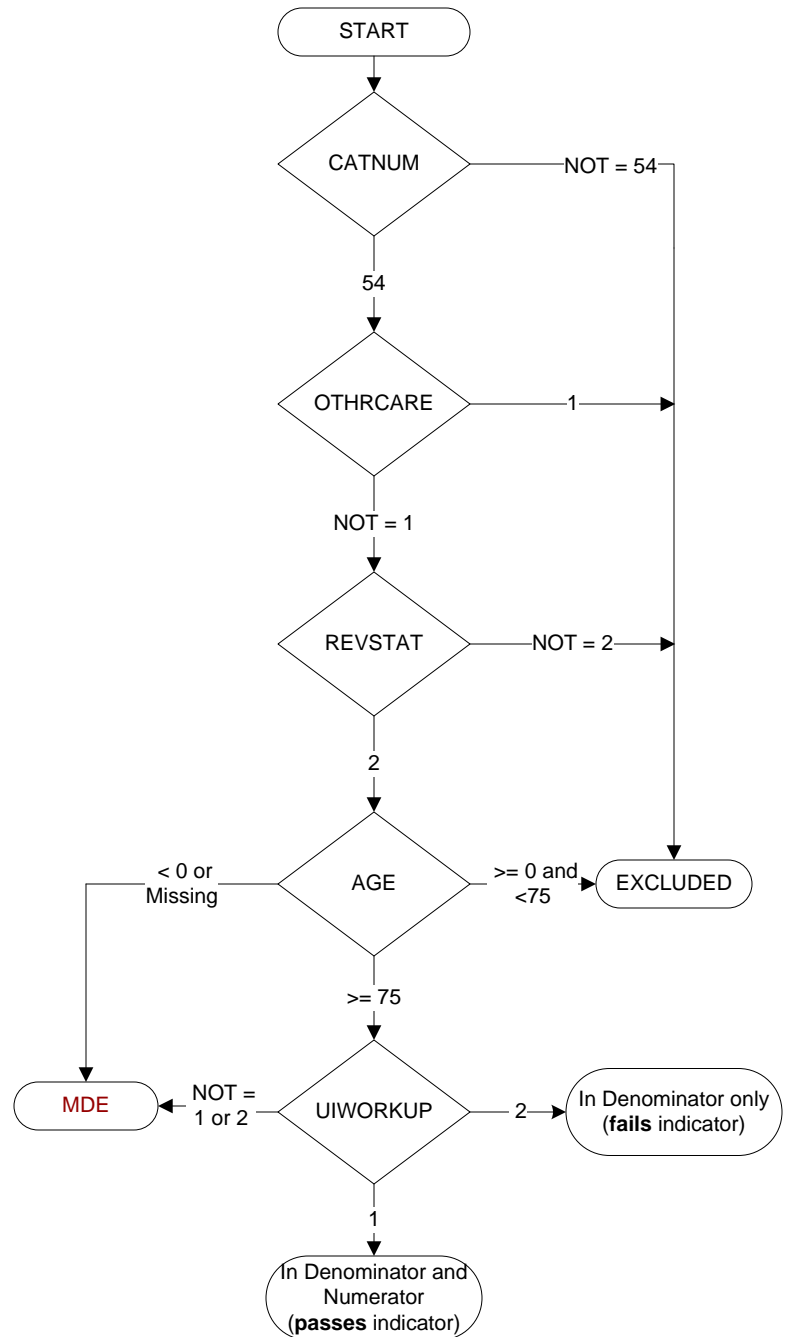 START
CATNUM
NOT = 54
54
OTHRCARE
1
NOT = 1
REVSTAT
NOT = 2
2
< 0 or
Missing
AGE
>= 0 and
<75
EXCLUDED
>= 75
MDE
NOT =
1 or 2
UIWORKUP
2
In Denominator only
(fails indicator)
1
In Denominator and
Numerator
(passes indicator)